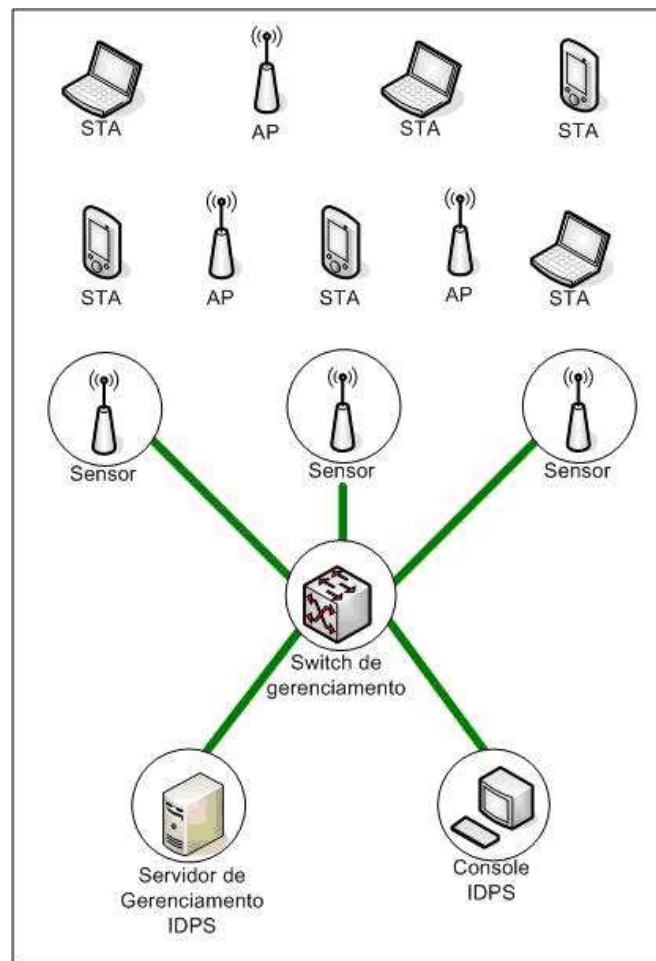 STA
AP
STA
STA
STA
AP
STA
AP
STA
Sensor
Sensor
Sensor
Switch de
gerenciamento
Servidor de
Gerenciamento
IDPS
Console
IDPS